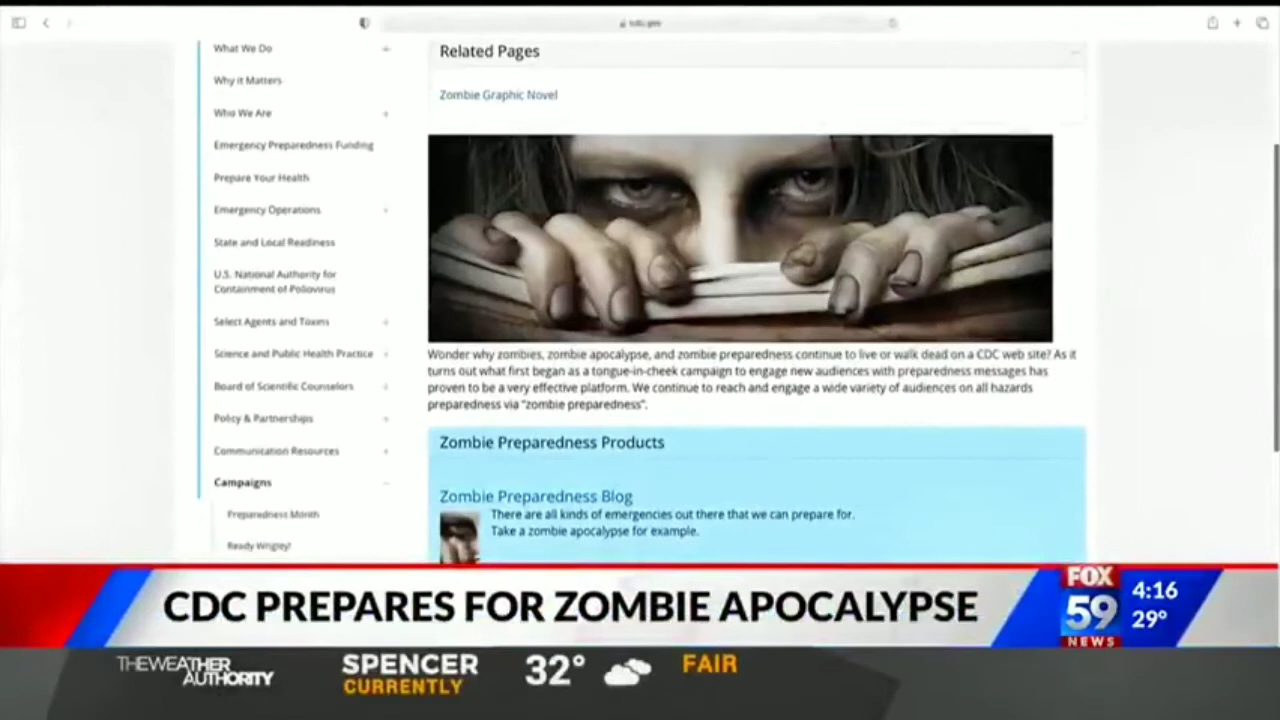 cdc.gov
What We Do
Why it Matters
Who We Are
Emergency Preparedness Funding
Prepare Your Health
Emergency Operations
State and Local Readiness
U.S. National Authority for
Containment of Poliovirus
Select Agents and Toxins
Science and Public Health Practice
Board of Scientific Counselors
Policy & Partnerships
Communication Resources
Campaigns
Preparedness Month
Ready Wrigley!
Related Pages
Zombie Graphic Novel
Wonder why zombies, zombie apocalypse, and zombie preparedness continue to live or walk dead on a CDC web site? As it
turns out what first began as a tongue-in-cheek campaign to engage new audiences with preparedness messages has
proven to be a very effective platform. We continue to reach and engage a wide variety of audiences on all hazards
preparedness via "zombie preparedness".
Zombie Preparedness Products
Zombie Preparedness Blog
There are all kinds of emergencies out there that we can prepare for.
Take a zombie apocalypse for example.
CDC PREPARES FOR ZOMBIE APOCALYPSE
FOX
59
NEWS
4:16
29°
THE WEATHER
AUTHORITY
SPENCER
CURRENTLY
32°
FAIR